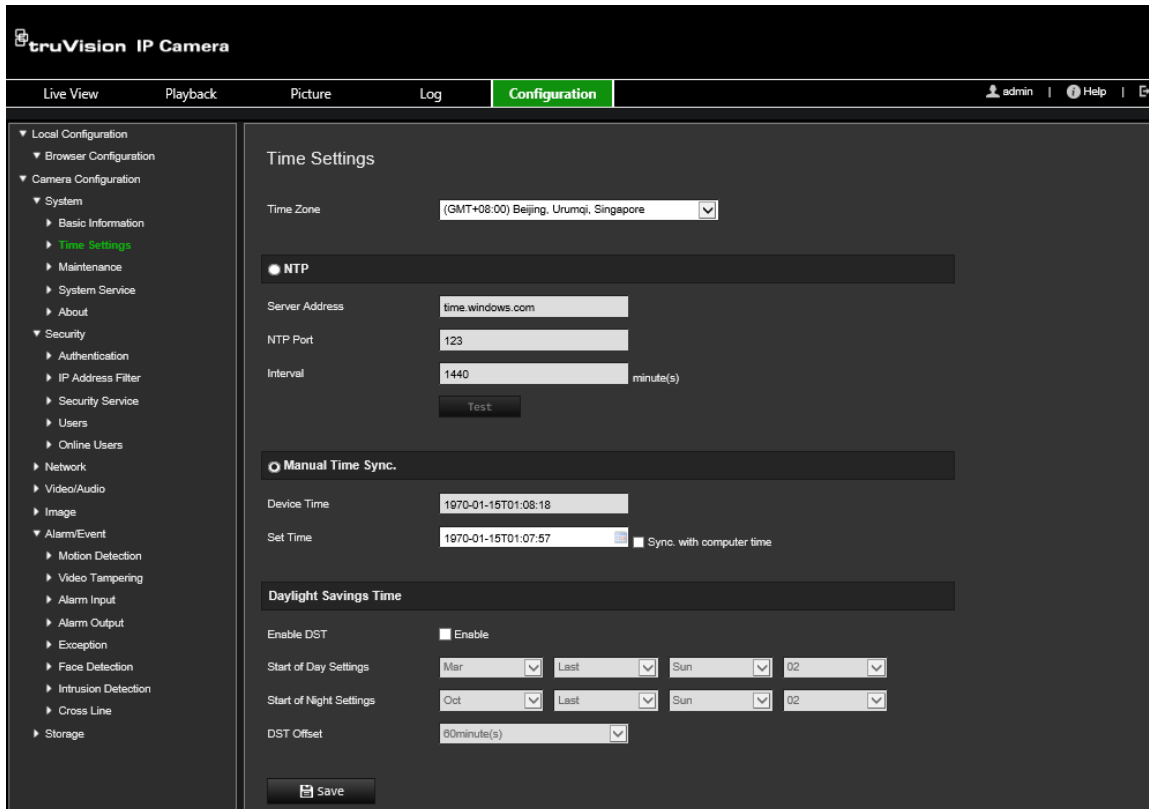 truVision IP Camera
Live View Playback Picture Log Configuration admin | Help |
Local Configuration
Browser Configuration
Camera Configuration
System
Basic Information
Time Settings
Maintenance
System Service
About
Security
Authentication
IP Address Filter
Security Service
Users
Online Users
Network
Video/Audio
Image
Alarm/Event
Motion Detection
Video Tampering
Alarm Input
Alarm Output
Exception
Face Detection
Intrusion Detection
Cross Line
Storage
Time Settings
Time Zone (GMT+08:00) Beijing, Urumqi, Singapore
NTP
Server Address time.windows.com
NTP Port 123
Interval 1440 minute(s)
Test
Manual Time Sync.
Device Time 1970-01-15T01:08:18
Set Time 1970-01-15T01:07:57 Sync. with computer time
Daylight Savings Time
Enable DST Enable
Start of Day Settings Mar Last Sun 02
Start of Night Settings Oct Last Sun 02
DST Offset 60minute(s)
Save